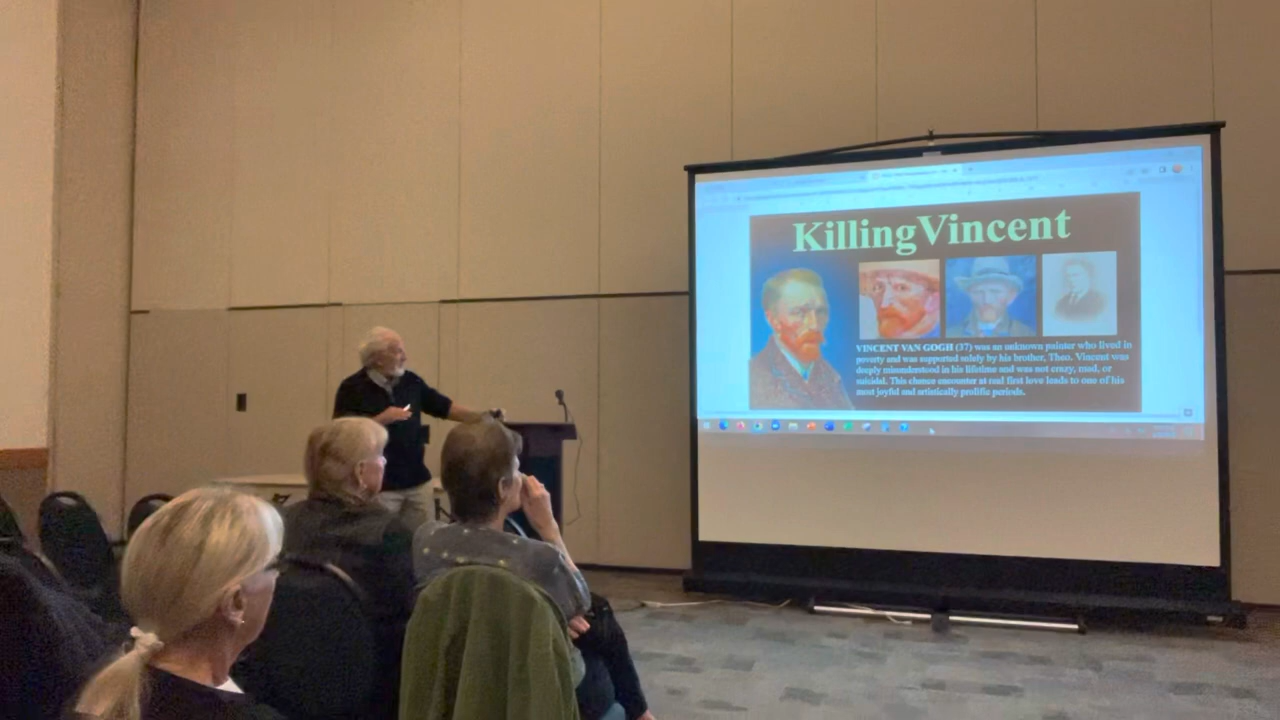 KillingVincent
VINCENT VAN GOGH (37) was an unknown painter who lived in
poverty and was supported solely by his brother, Theo. Vincent was
deeply misunderstood in his lifetime and was not crazy, mad, or
suicidal. This chance encounter at real first love leads to one of his
most joyful and artistically prolific periods.